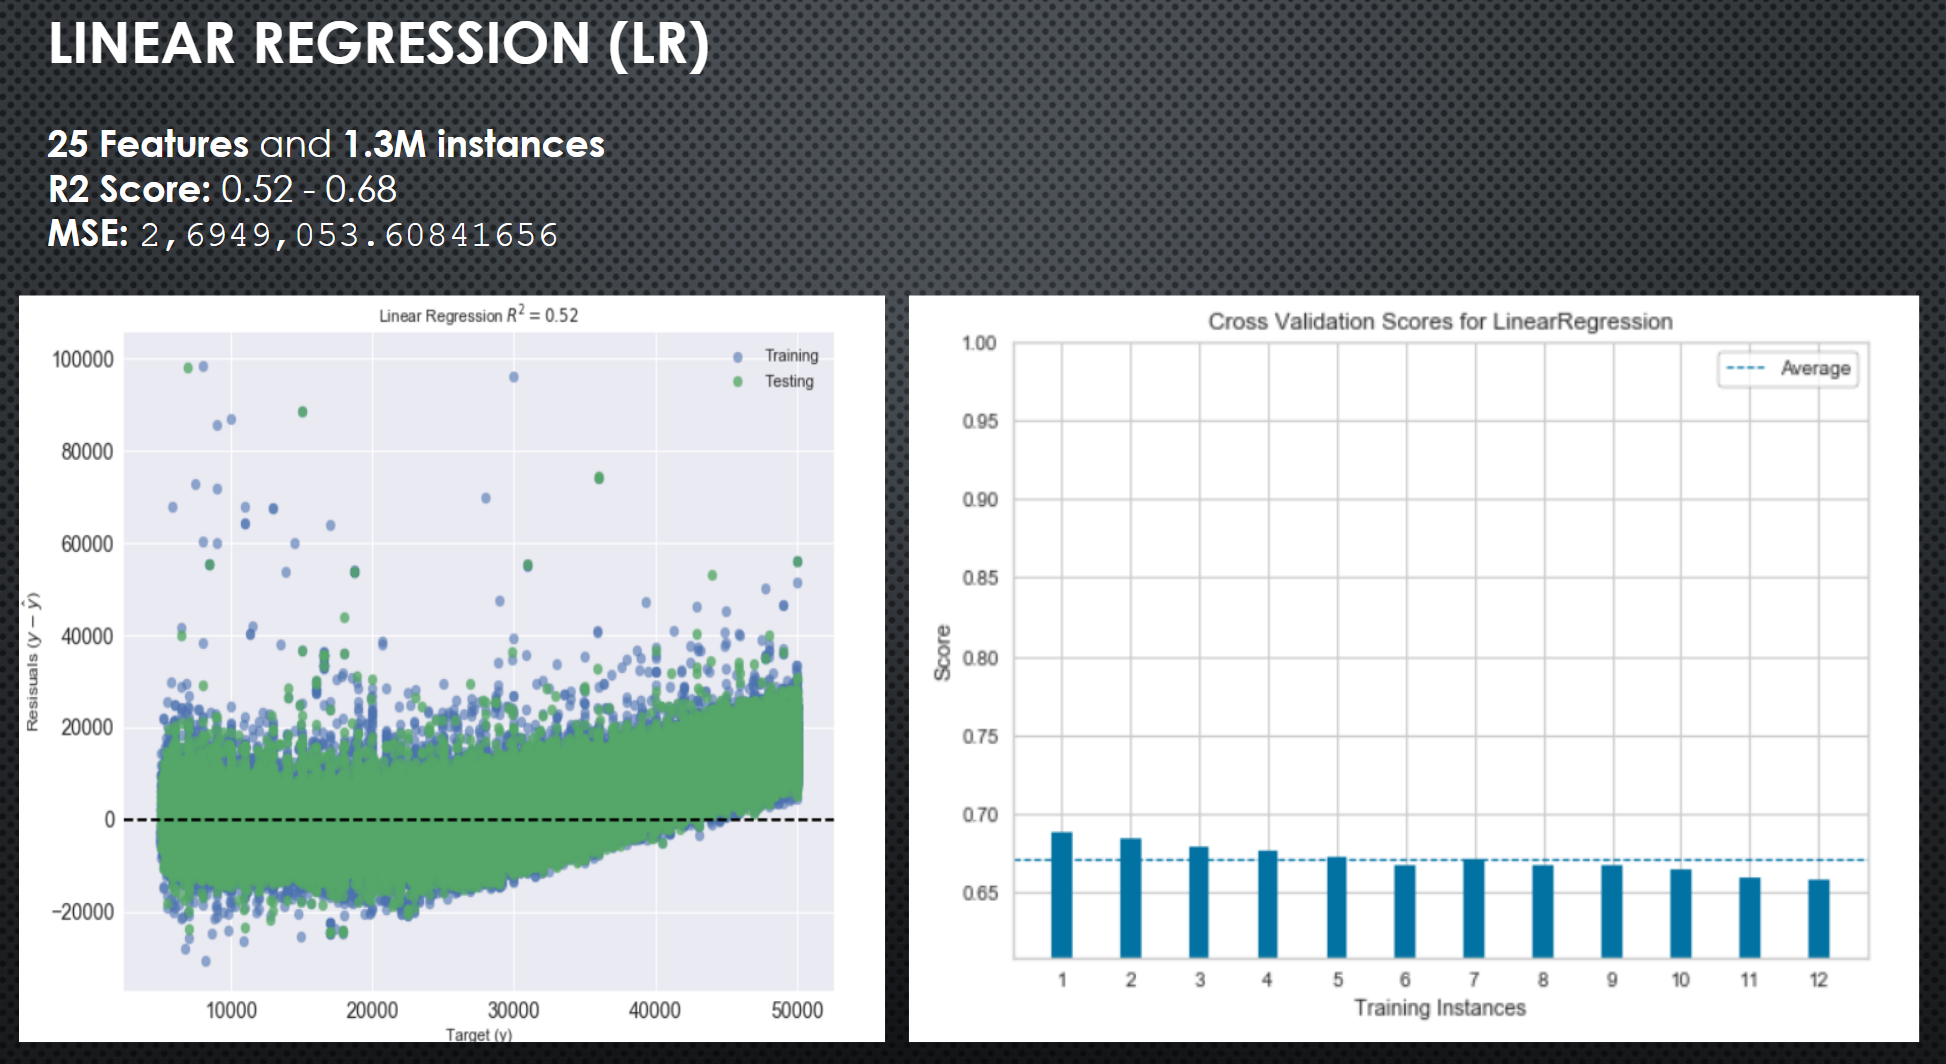 LINEAR REGRESSION (LR)
25 Features and 1.3M instances
R2 Score: 0.52 - 0.68
MSE: 2,6949,053.60841656
Linear Regression R² = 0.52
100000
80000
60000
40000
20000
0
−20000
Resisuals (y − ŷ)
Training
Testing
10000 20000 30000 40000 50000
Target (y)
Cross Validation Scores for LinearRegression
1.00
0.95
0.90
0.85
0.80
0.75
0.70
0.65
Score
Average
1 2 3 4 5 6 7 8 9 10 11 12
Training Instances